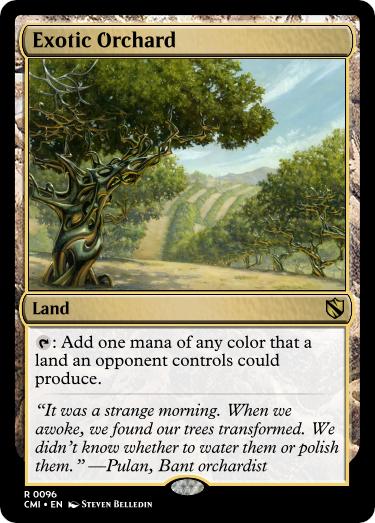 Exotic Orchard
Land
: Add one mana of any color that a
land an opponent controls could
produce.
“It was a strange morning. When we
awoke, we found our trees transformed. We
didn’t know whether to water them or polish
them.” —Pulan, Bant orchardist
R 0096
CMI • EN Steven Belledin